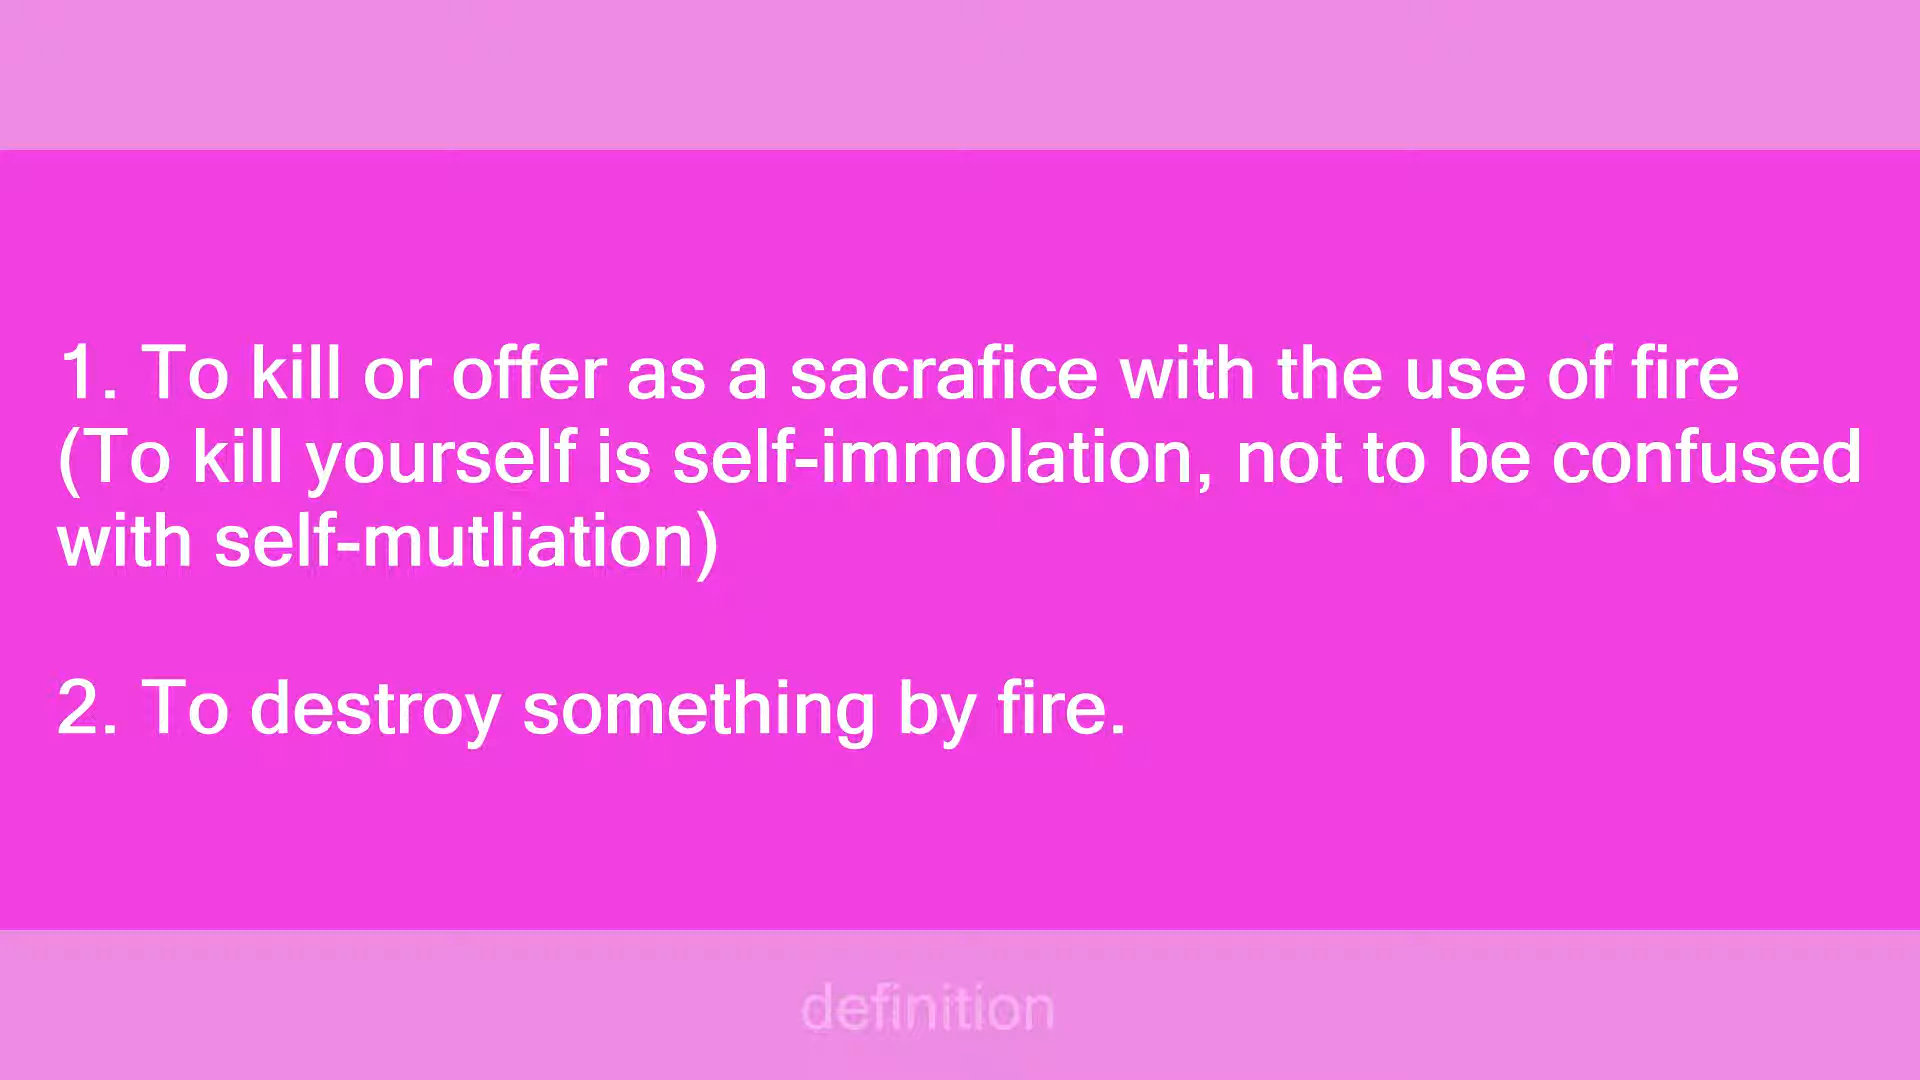 1. To kill or offer as a sacrafice with the use of fire
(To kill yourself is self-immolation, not to be confused
with self-mutliation)
2. To destroy something by fire.
definition